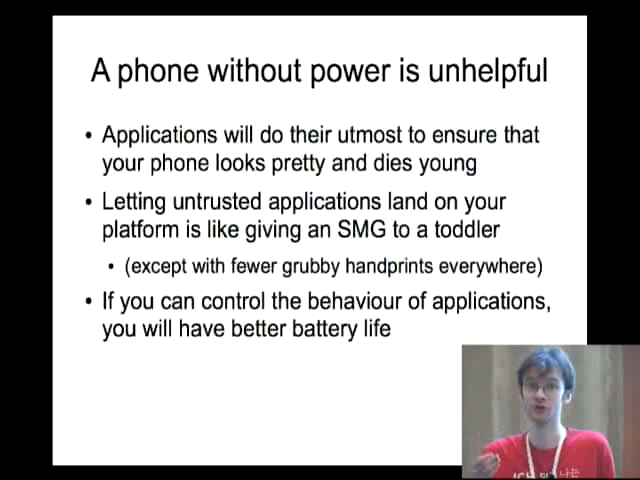 A phone without power is unhelpful
• Applications will do their utmost to ensure that
your phone looks pretty and dies young
• Letting untrusted applications land on your
platform is like giving an SMG to a toddler
• (except with fewer grubby handprints everywhere)
• If you can control the behaviour of applications,
you will have better battery life